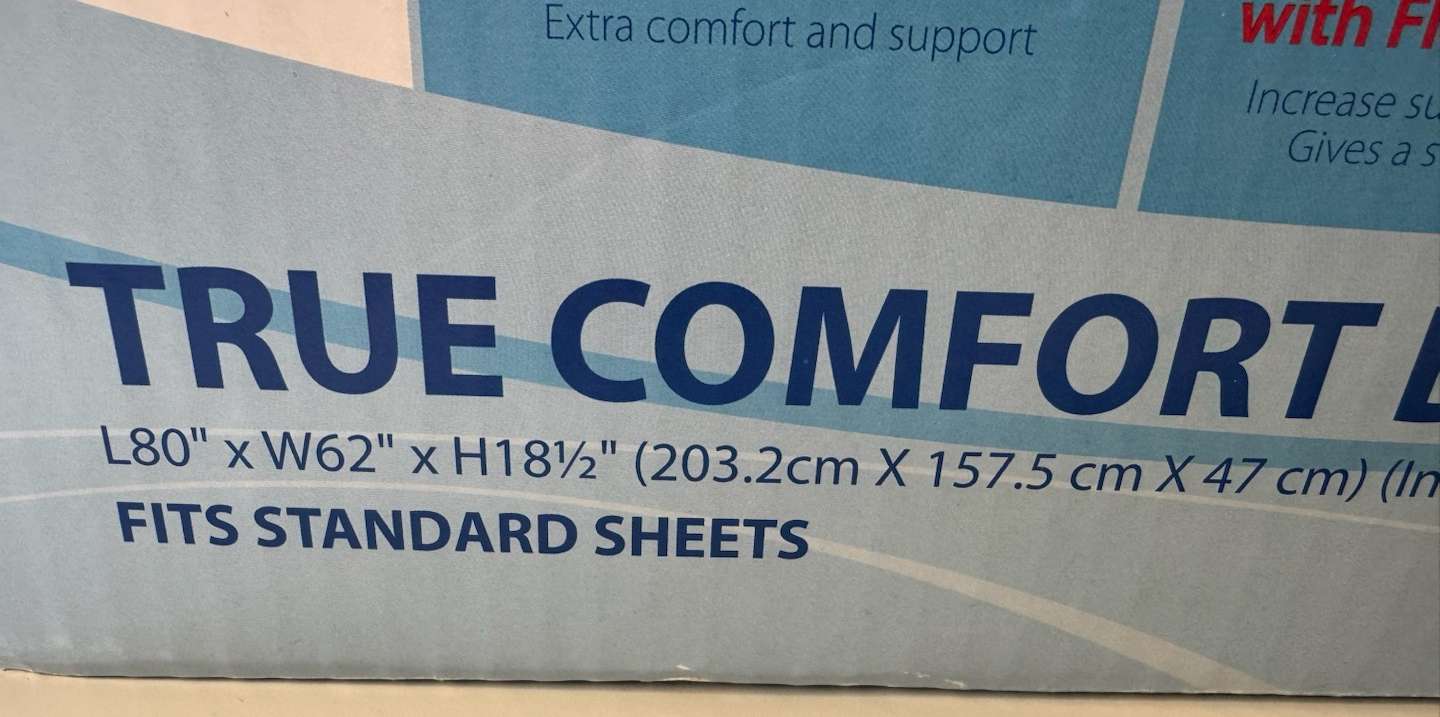 Extra comfort and support
with
Increase
Gives a
TRUE COMFORT
L80" x W62" x H18½" (203.2cm X 157.5 cm X 47 cm)
FITS STANDARD SHEETS